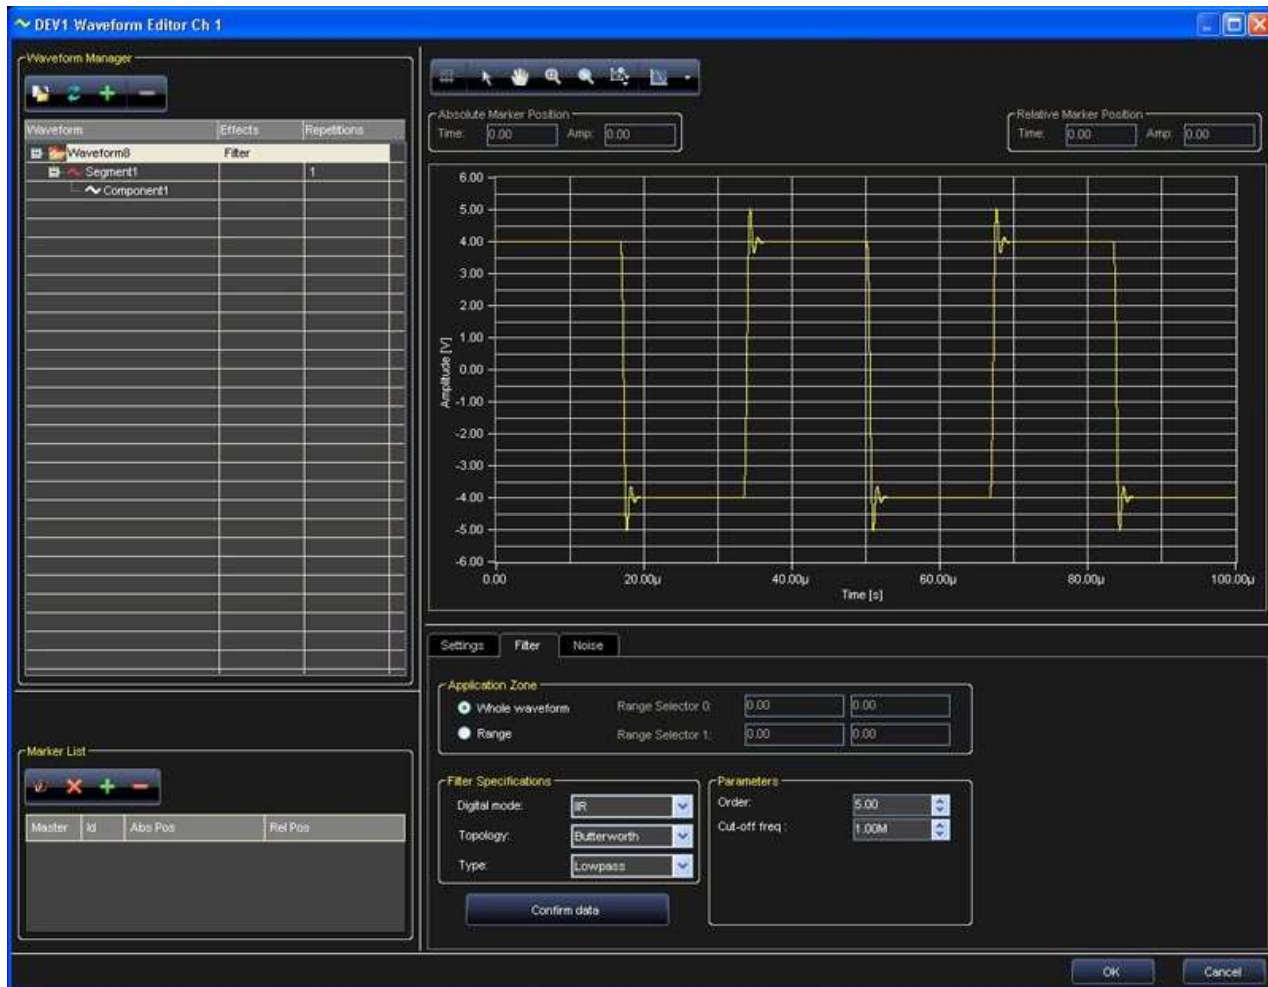 DEV1 Waveform Editor Ch 1
Waveform Manager
Waveform Effects Repetitions
Waveform8 Filter
Segment1 1
Component1
Marker List
Master Id Abs Pos Rel Pos
Absolute Marker Position
Time: 0.00 Amp: 0.00
Relative Marker Position
Time: 0.00 Amp: 0.00
6.00
5.00
4.00
3.00
2.00
1.00
0.00
-1.00
-2.00
-3.00
-4.00
-5.00
-6.00
Amplitude [V]
0.00 20.00µ 40.00µ 60.00µ 80.00µ 100.00µ
Time [s]
Settings Filter Noise
Application Zone
Whole waveform Range Selector 0: 0.00 0.00
Range Range Selector 1: 0.00 0.00
Filter Specifications
Digital mode: IIR
Topology: Butterworth
Type: Lowpass
Parameters
Order: 5.00
Cut-off freq : 1.00M
Confirm data
OK Cancel